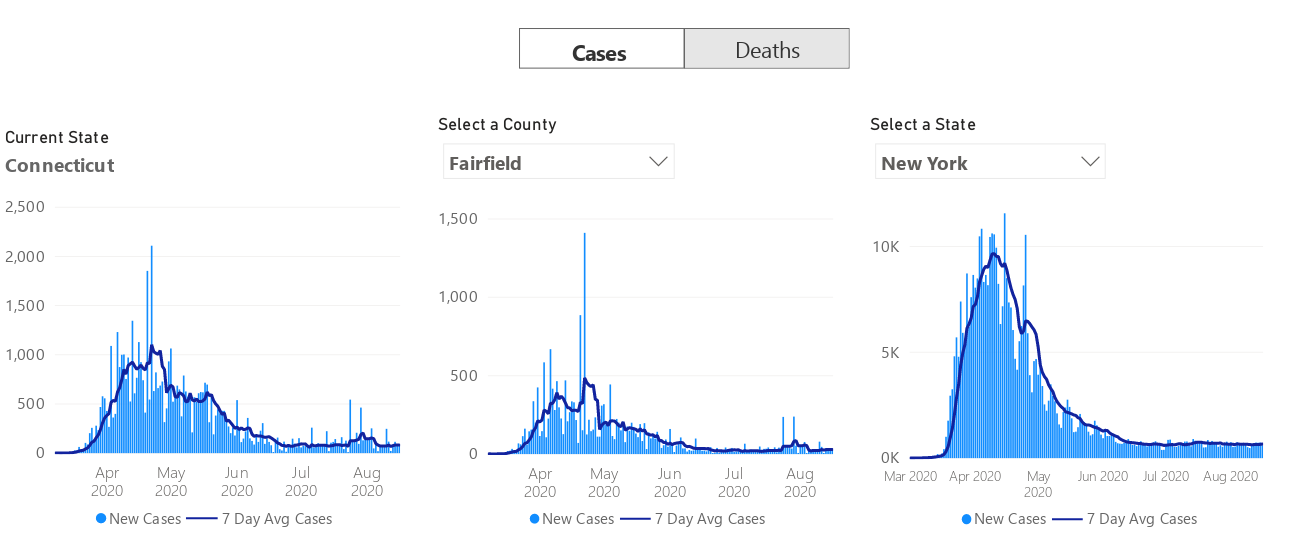 Cases Deaths
Current State
Connecticut
2,500
2,000
1,500
1,000
500
0
Apr 2020
May 2020
Jun 2020
Jul 2020
Aug 2020
New Cases 7 Day Avg Cases
Select a County
Fairfield
1,500
1,000
500
0
Apr 2020
May 2020
Jun 2020
Jul 2020
Aug 2020
New Cases 7 Day Avg Cases
Select a State
New York
10K
5K
0K
Mar 2020
Apr 2020
May 2020
Jun 2020
Jul 2020
Aug 2020
New Cases 7 Day Avg Cases